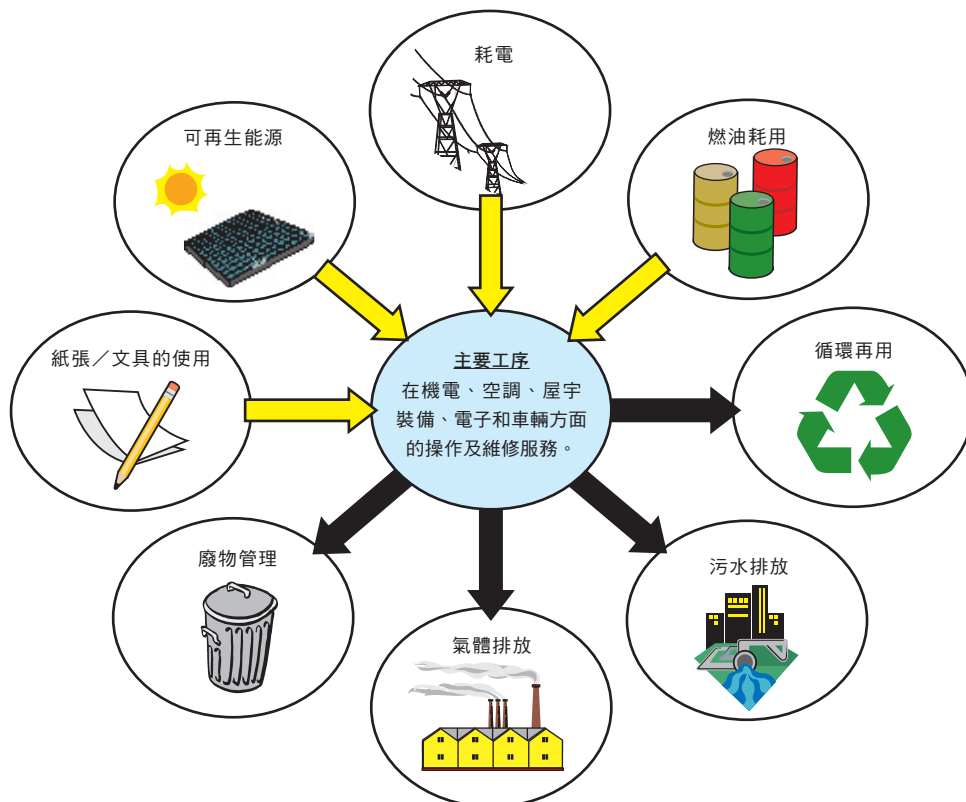 耗電
可再生能源
燃油耗用
紙張／文具的使用
主要工序
在機電、空調、屋宇
裝備、電子和車輛方面
的操作及維修服務。
循環再用
廢物管理
氣體排放
污水排放